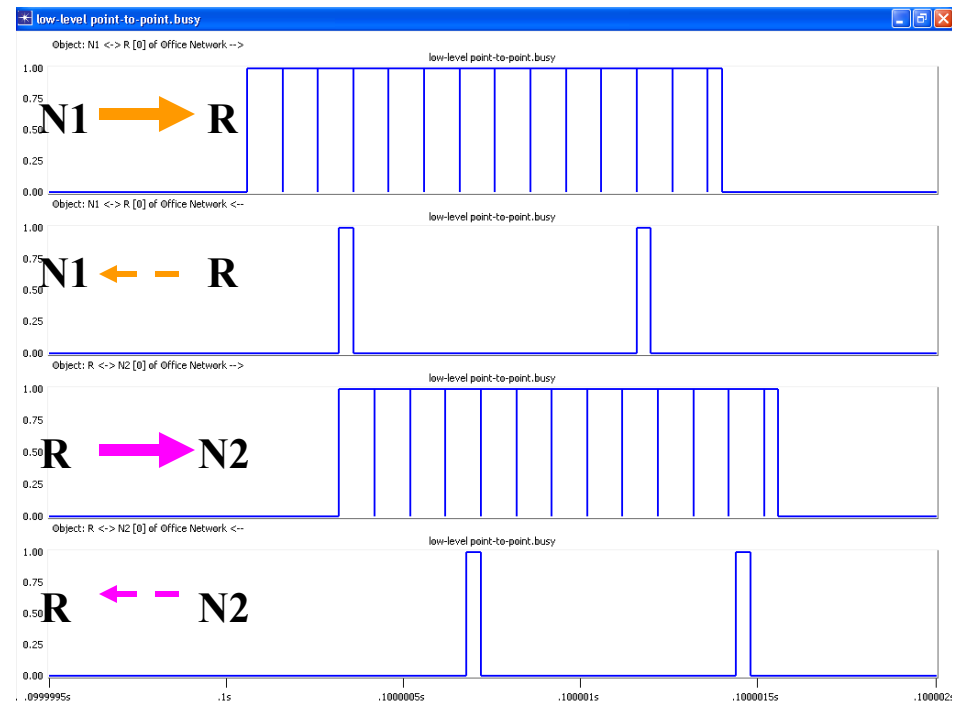 low-level point-to-point.busy
Object: N1 <-> R [0] of Office Network -->
low-level point-to-point.busy
1.00
0.75
N1 R
0.50
0.25
0.00
Object: N1 <-> R [0] of Office Network <--
low-level point-to-point.busy
1.00
0.75
N1 R
0.50
0.25
0.00
Object: R <-> N2 [0] of Office Network -->
low-level point-to-point.busy
1.00
0.75
R N2
0.50
0.25
0.00
Object: R <-> N2 [0] of Office Network <--
low-level point-to-point.busy
1.00
0.75
R N2
0.50
0.25
0.00
.0999995s .1s .1000005s .100001s .1000015s .100002s